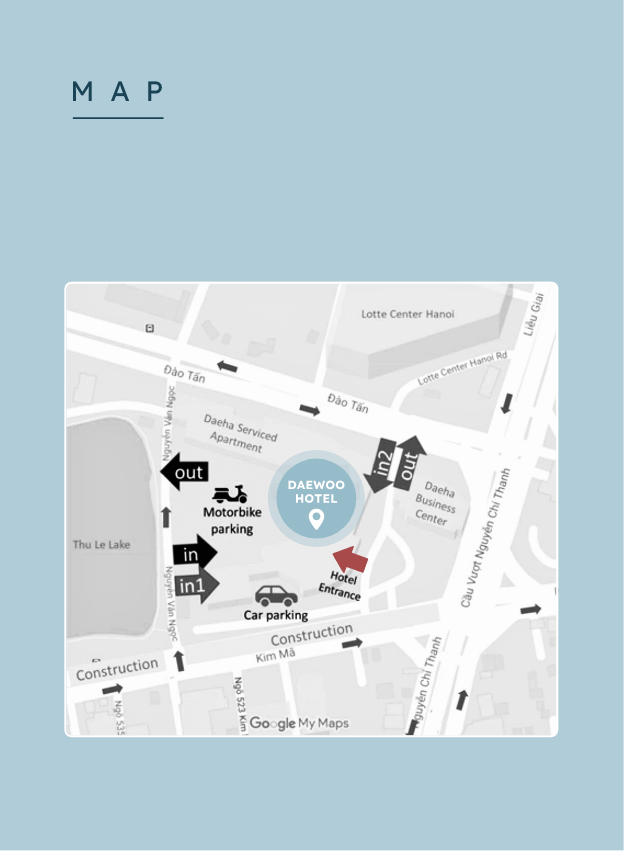 MAP
Lotte Center Hanoi
Liễu Giai
Lotte Center Hanoi Rd
Đào Tấn
Đào Tấn
Nguyễn Văn Ngọc
Daeha Serviced
Apartment
in2
out
DAEWOO
HOTEL
Daeha
Business
Center
out
Motorbike
parking
Thu Le Lake
in
in1
Hotel
Entrance
Car parking
Cầu Vượt Nguyễn Chí Thanh
Nguyễn Văn Ngọc
Construction
Construction
Kim Mã
Nguyễn Chí Thanh
Ngõ 535
Ngõ 523 Kim
Google My Maps